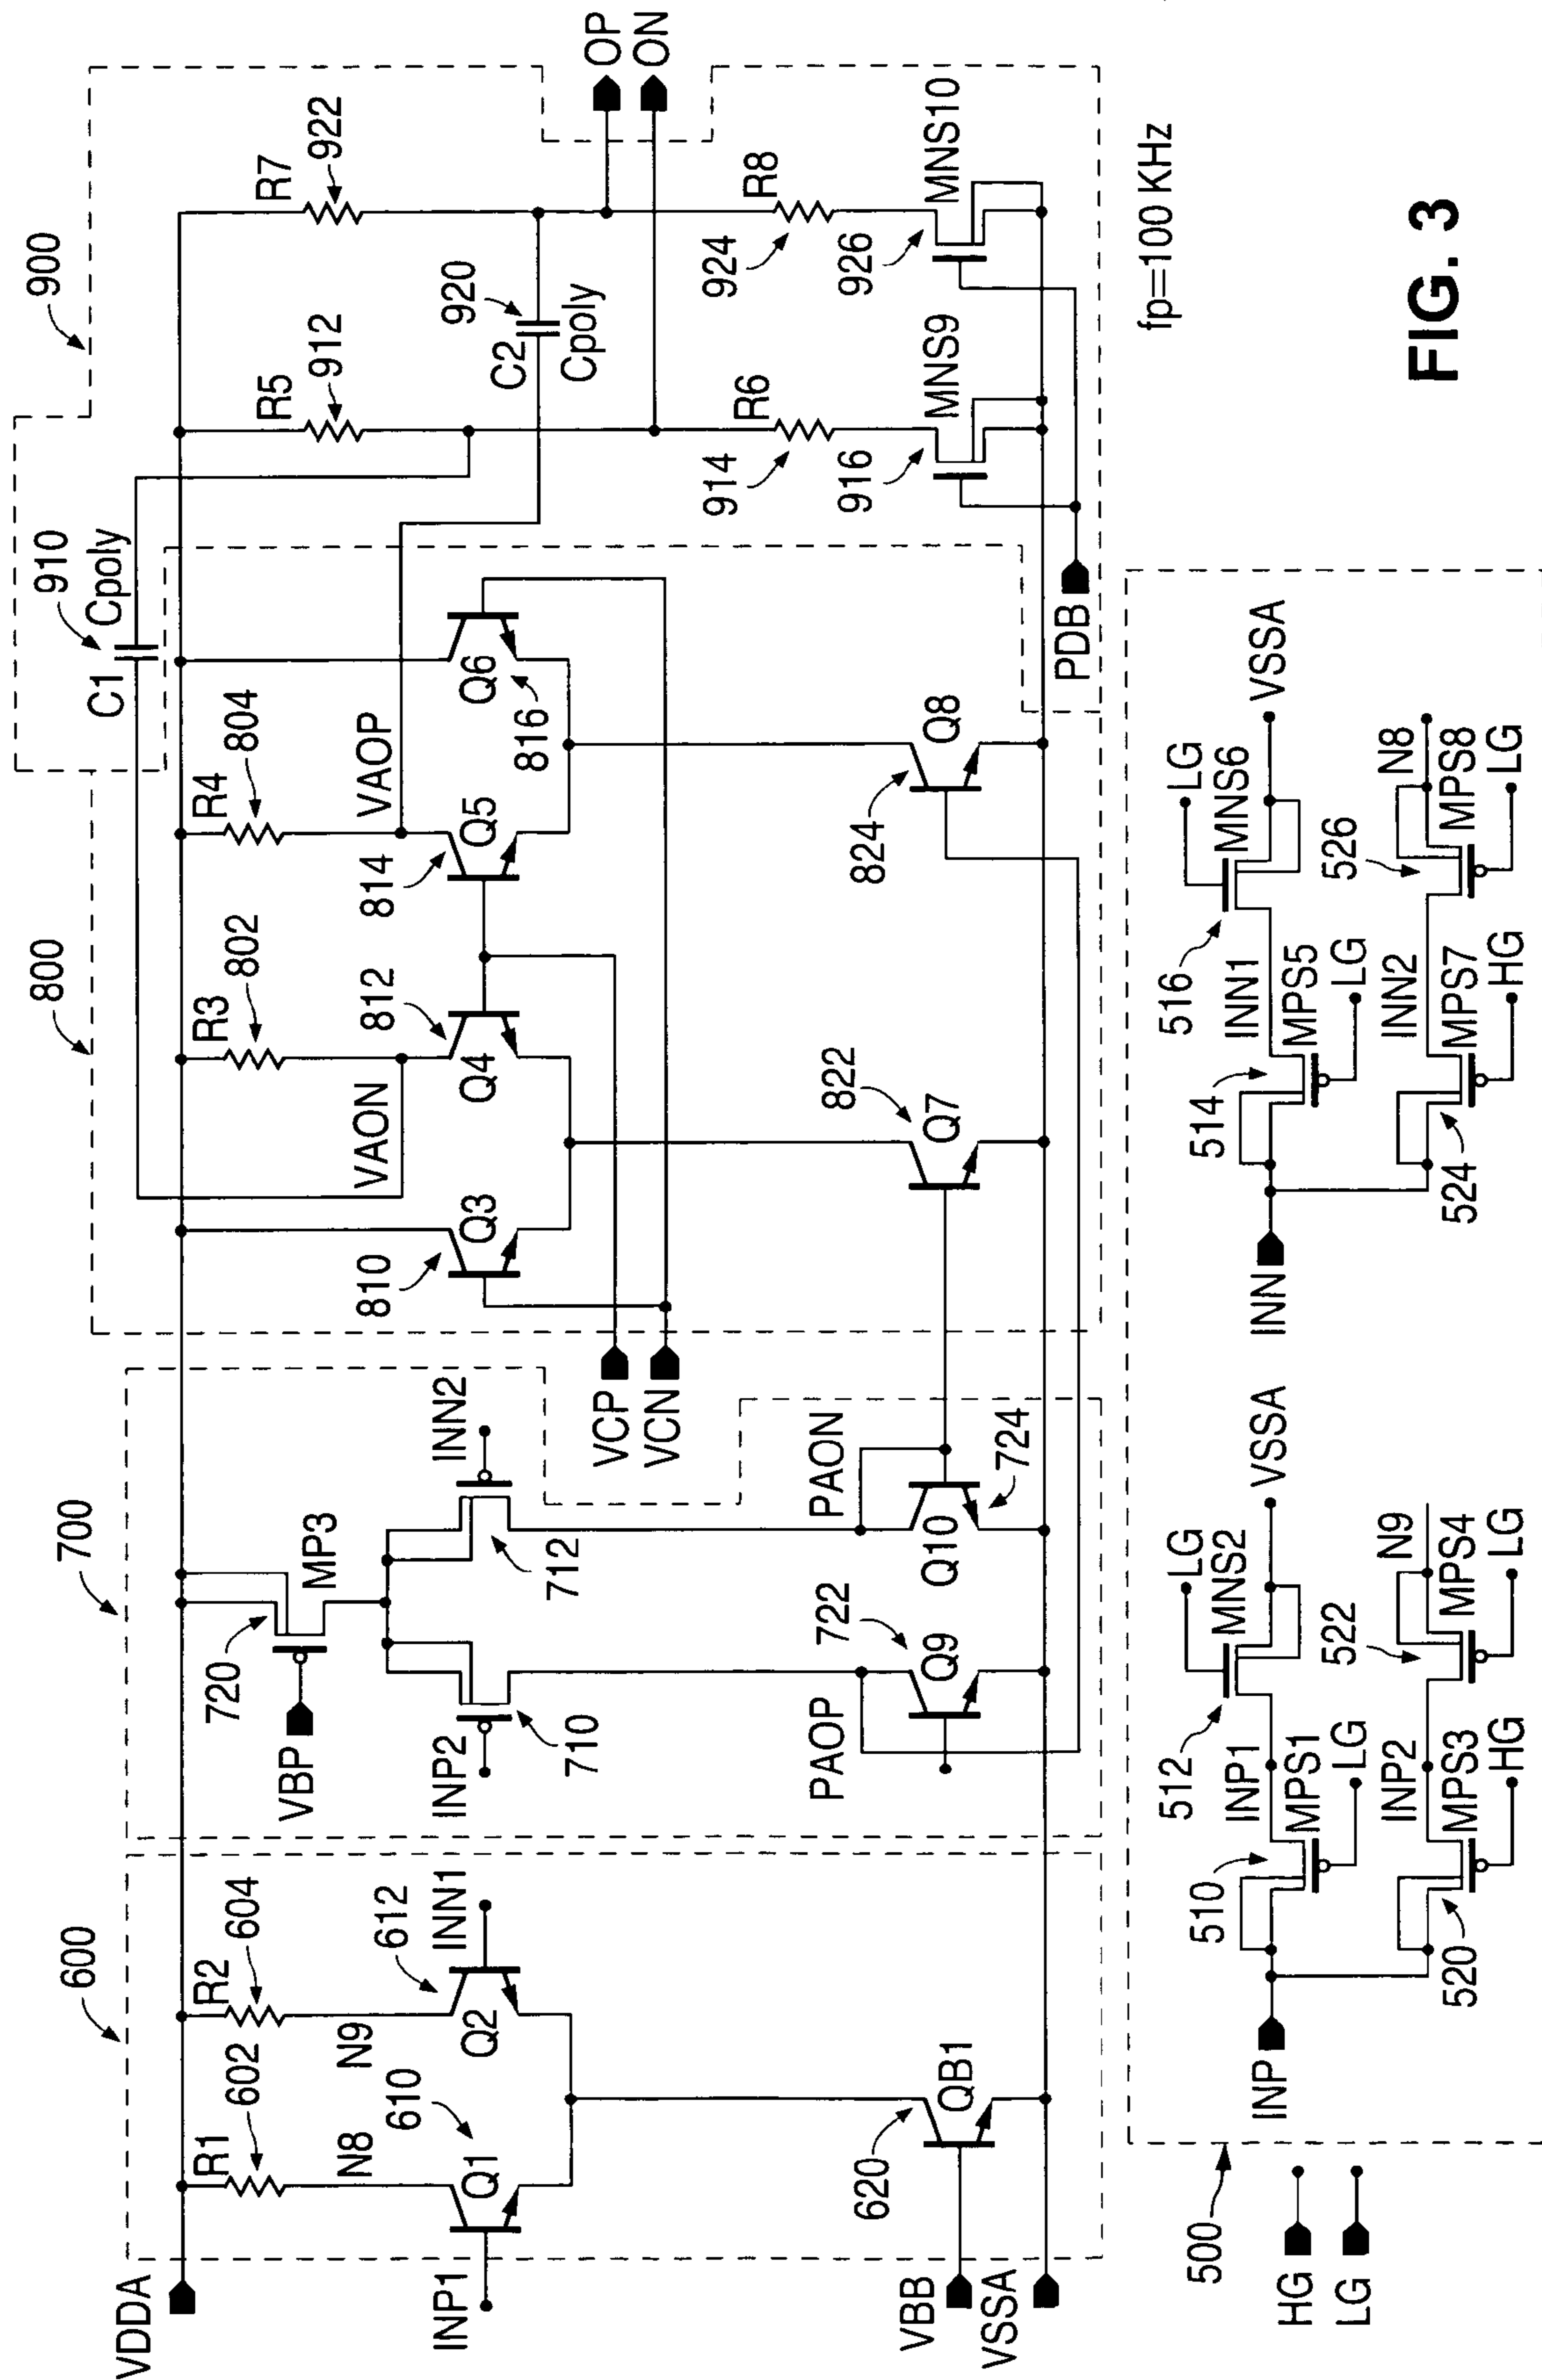 600
700
800
900
VDDA
R1
602
N8
R2
604
N9
INP1
Q1
610
Q2
612
INN1
VBB
620
QB1
VSSA
720
VBP
MP3
INP2
710
712
INN2
PAOP
722
Q9
PAON
Q10
724
VCP
VCN
R3
802
VAON
R4
804
VAOP
810
Q3
Q4
812
814
Q5
Q6
816
822
Q7
824
Q8
C1
910
Cpoly
R5
912
R7
922
C2
920
Cpoly
OP
ON
914
R6
924
R8
916
MNS9
926
MNS10
PDB
fp=100 KHz
500
HG
LG
INP
510
INP1
MPS1
LG
512
LG
MNS2
VSSA
520
INP2
MPS3
HG
522
N9
MPS4
LG
INN
514
INN1
MPS5
LG
516
LG
MNS6
VSSA
524
INN2
MPS7
HG
526
N8
MPS8
LG
FIG. 3